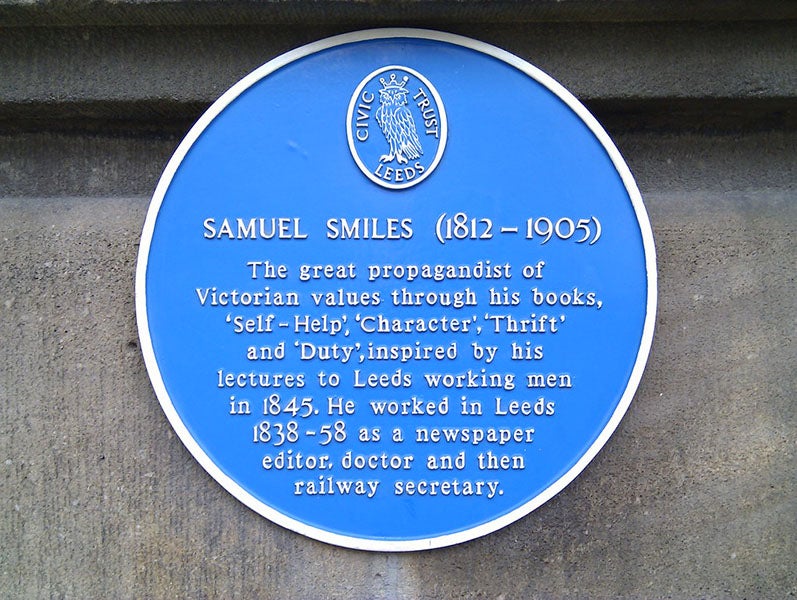 CIVIC TRUST
LEEDS
SAMUEL SMILES (1812 – 1905)
The great propagandist of
Victorian values through his books,
‘Self – Help’, ‘Character’, ‘Thrift’
and ‘Duty’, inspired by his
lectures to Leeds working men
in 1845. He worked in Leeds
1838 – 58 as a newspaper
editor, doctor and then
railway secretary.